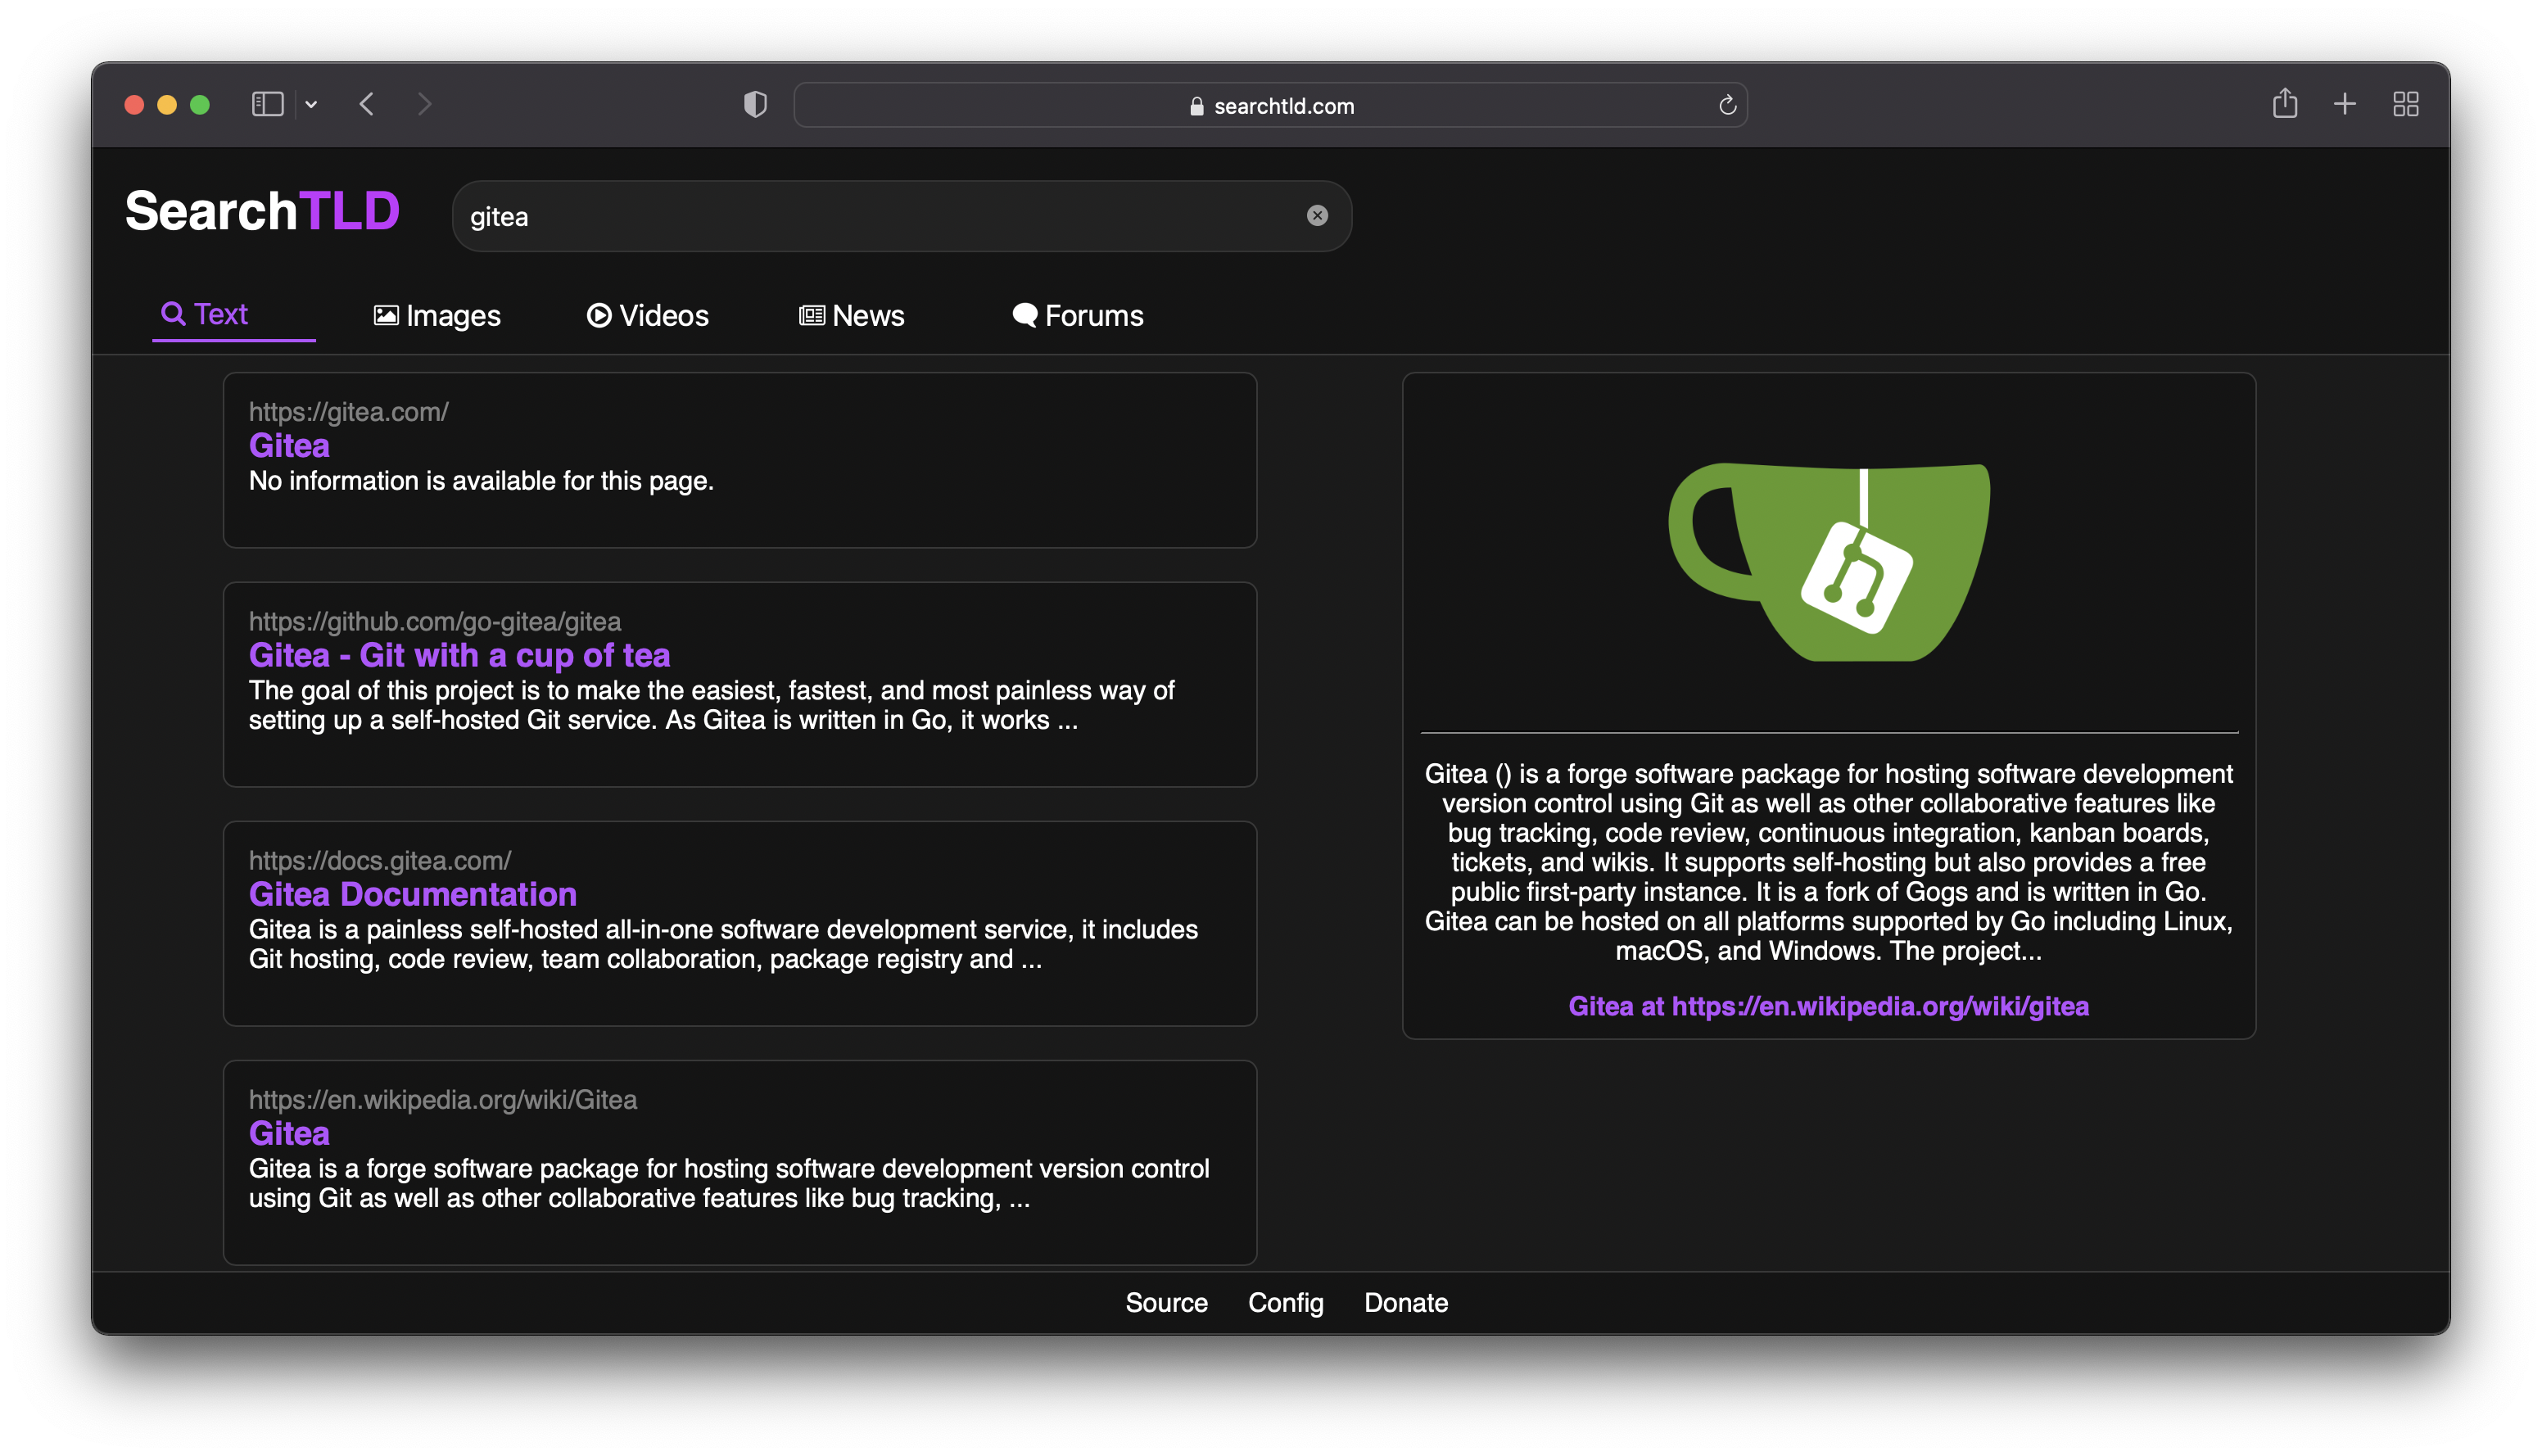 searchtld.com
SearchTLD
gitea
Text
Images
Videos
News
Forums
https://gitea.com/
Gitea
No information is available for this page.
https://github.com/go-gitea/gitea
Gitea - Git with a cup of tea
The goal of this project is to make the easiest, fastest, and most painless way of
setting up a self-hosted Git service. As Gitea is written in Go, it works ...
https://docs.gitea.com/
Gitea Documentation
Gitea is a painless self-hosted all-in-one software development service, it includes
Git hosting, code review, team collaboration, package registry and ...
https://en.wikipedia.org/wiki/Gitea
Gitea
Gitea is a forge software package for hosting software development version control
using Git as well as other collaborative features like bug tracking, ...
Gitea () is a forge software package for hosting software development
version control using Git as well as other collaborative features like
bug tracking, code review, continuous integration, kanban boards,
tickets, and wikis. It supports self-hosting but also provides a free
public first-party instance. It is a fork of Gogs and is written in Go.
Gitea can be hosted on all platforms supported by Go including Linux,
macOS, and Windows. The project...
Gitea at https://en.wikipedia.org/wiki/gitea
Source
Config
Donate